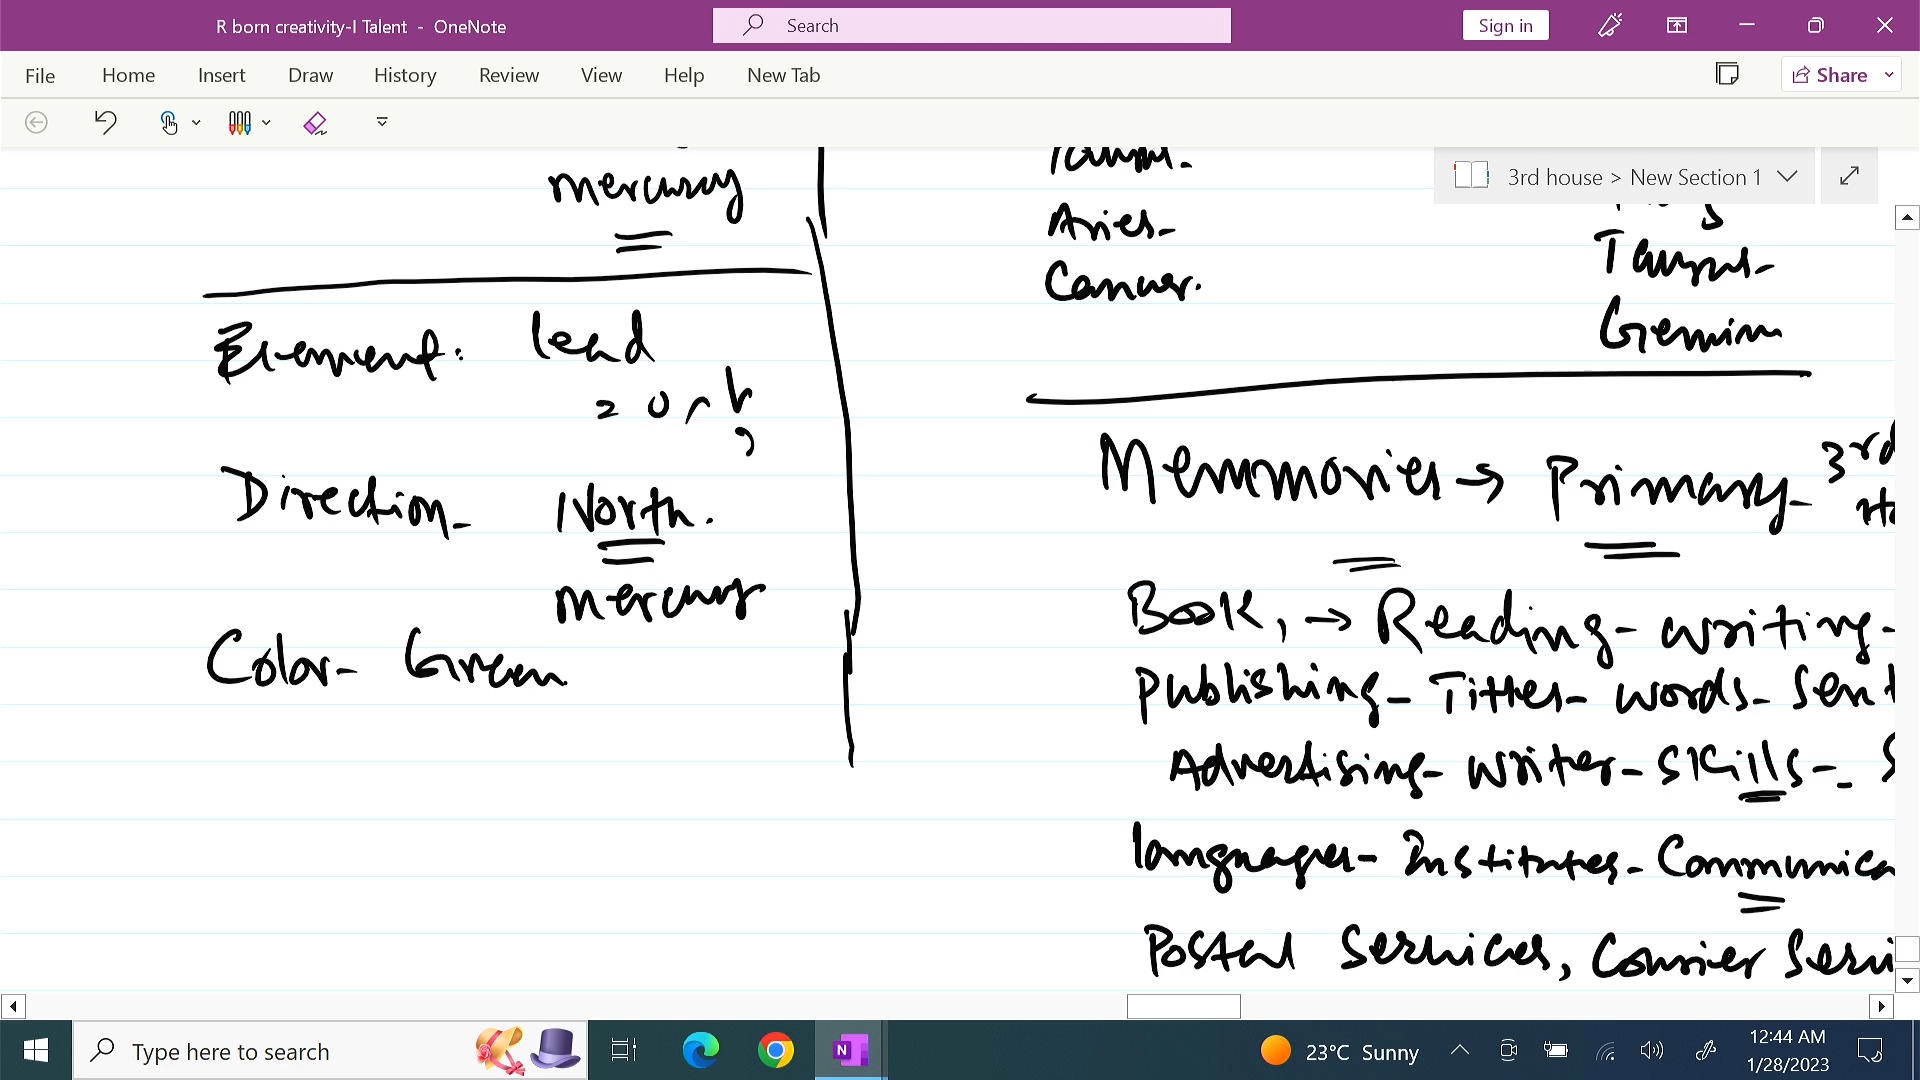 R born creativity-I Talent - OneNote
Search
Sign in
File Home Insert Draw History Review View Help New Tab
Share
3rd house > New Section 1
mercury
Element: lead
Direction- North.
mercury
Color- Green
Aries-
Cancer.
Taurus-
Gemini
Memmories → Primary- 3rd
Book, → Reading- writing-
Publishing- Titles- words- Sent
Advertising- writer- skills-- S
languages- Institutes- Communica
Postal Services, Courier Servi
Type here to search
23°C Sunny
12:44 AM
1/28/2023